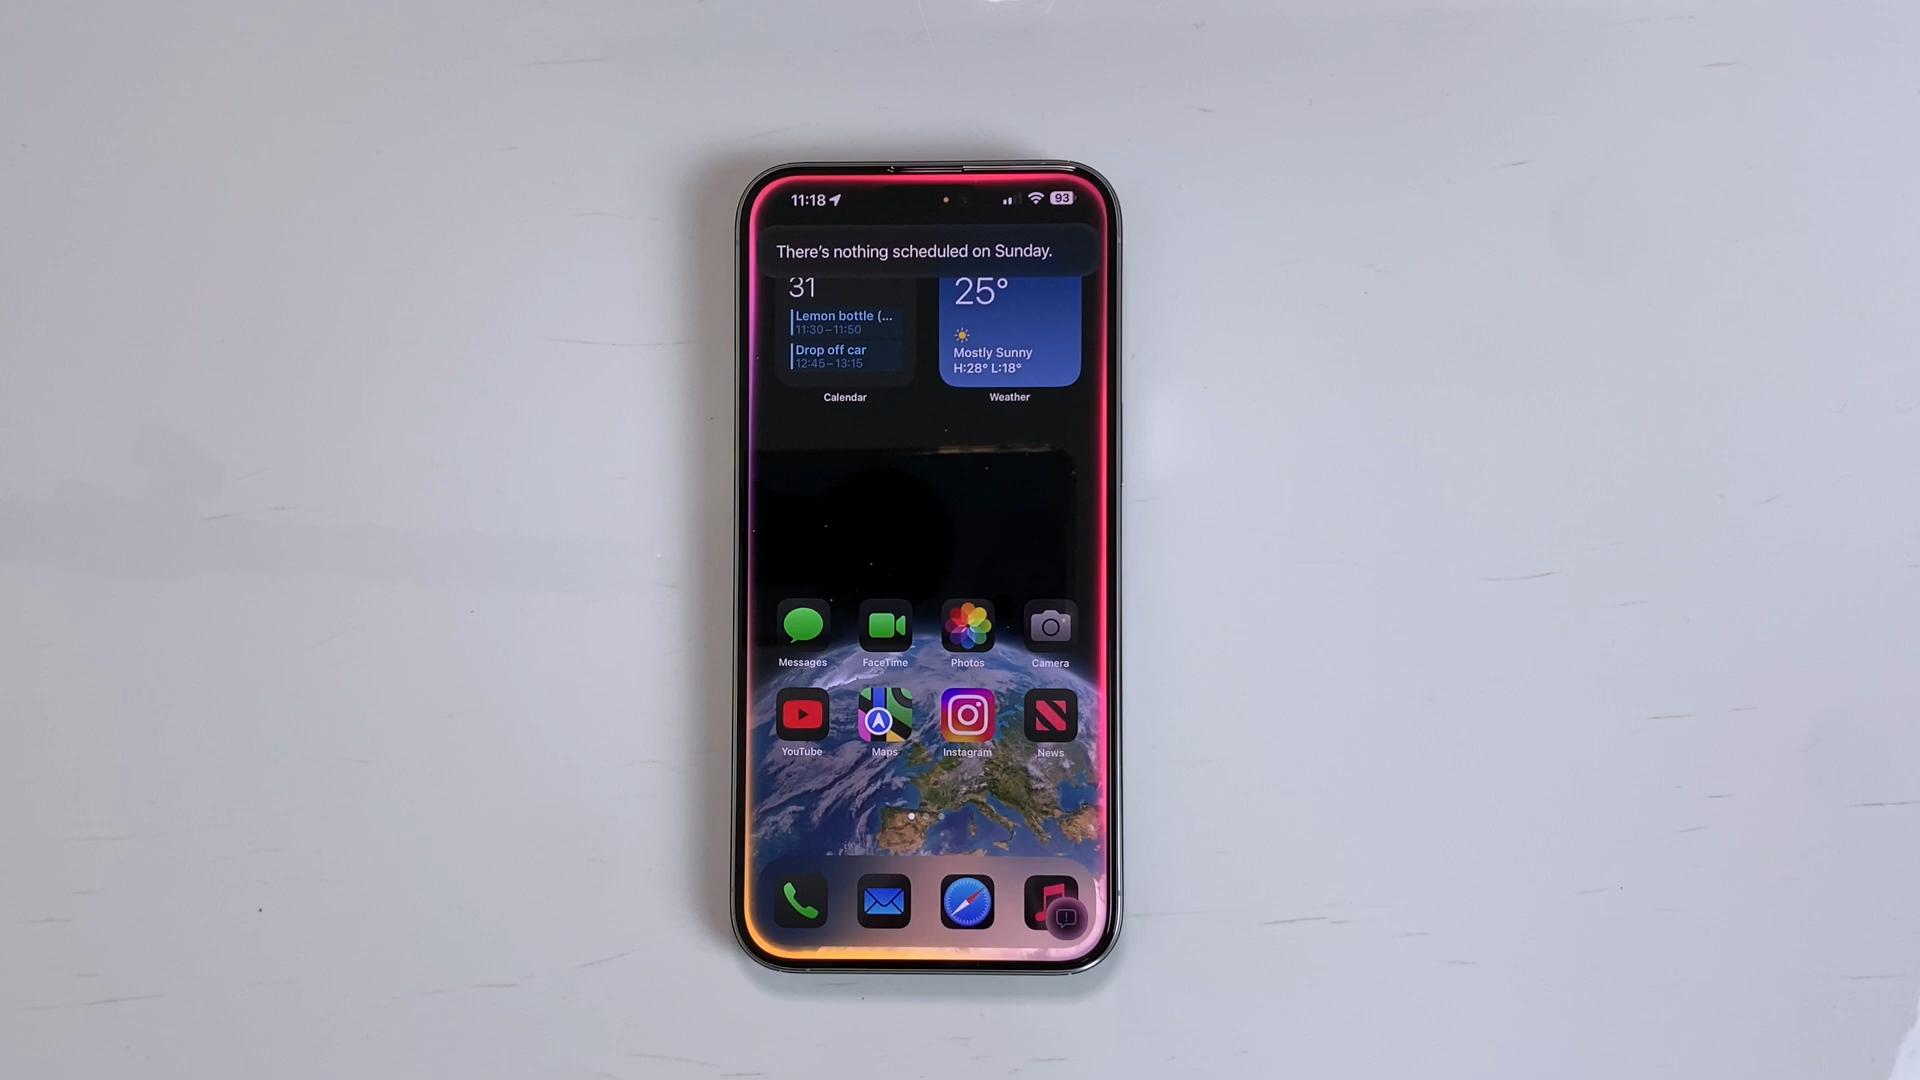 11:18
93
There's nothing scheduled on Sunday.
31
25°
Lemon bottle (...
11:30–11:50
Drop off car
12:45–13:15
Mostly Sunny
H:28° L:18°
Calendar
Weather
Messages
FaceTime
Photos
Camera
YouTube
Maps
Instagram
News